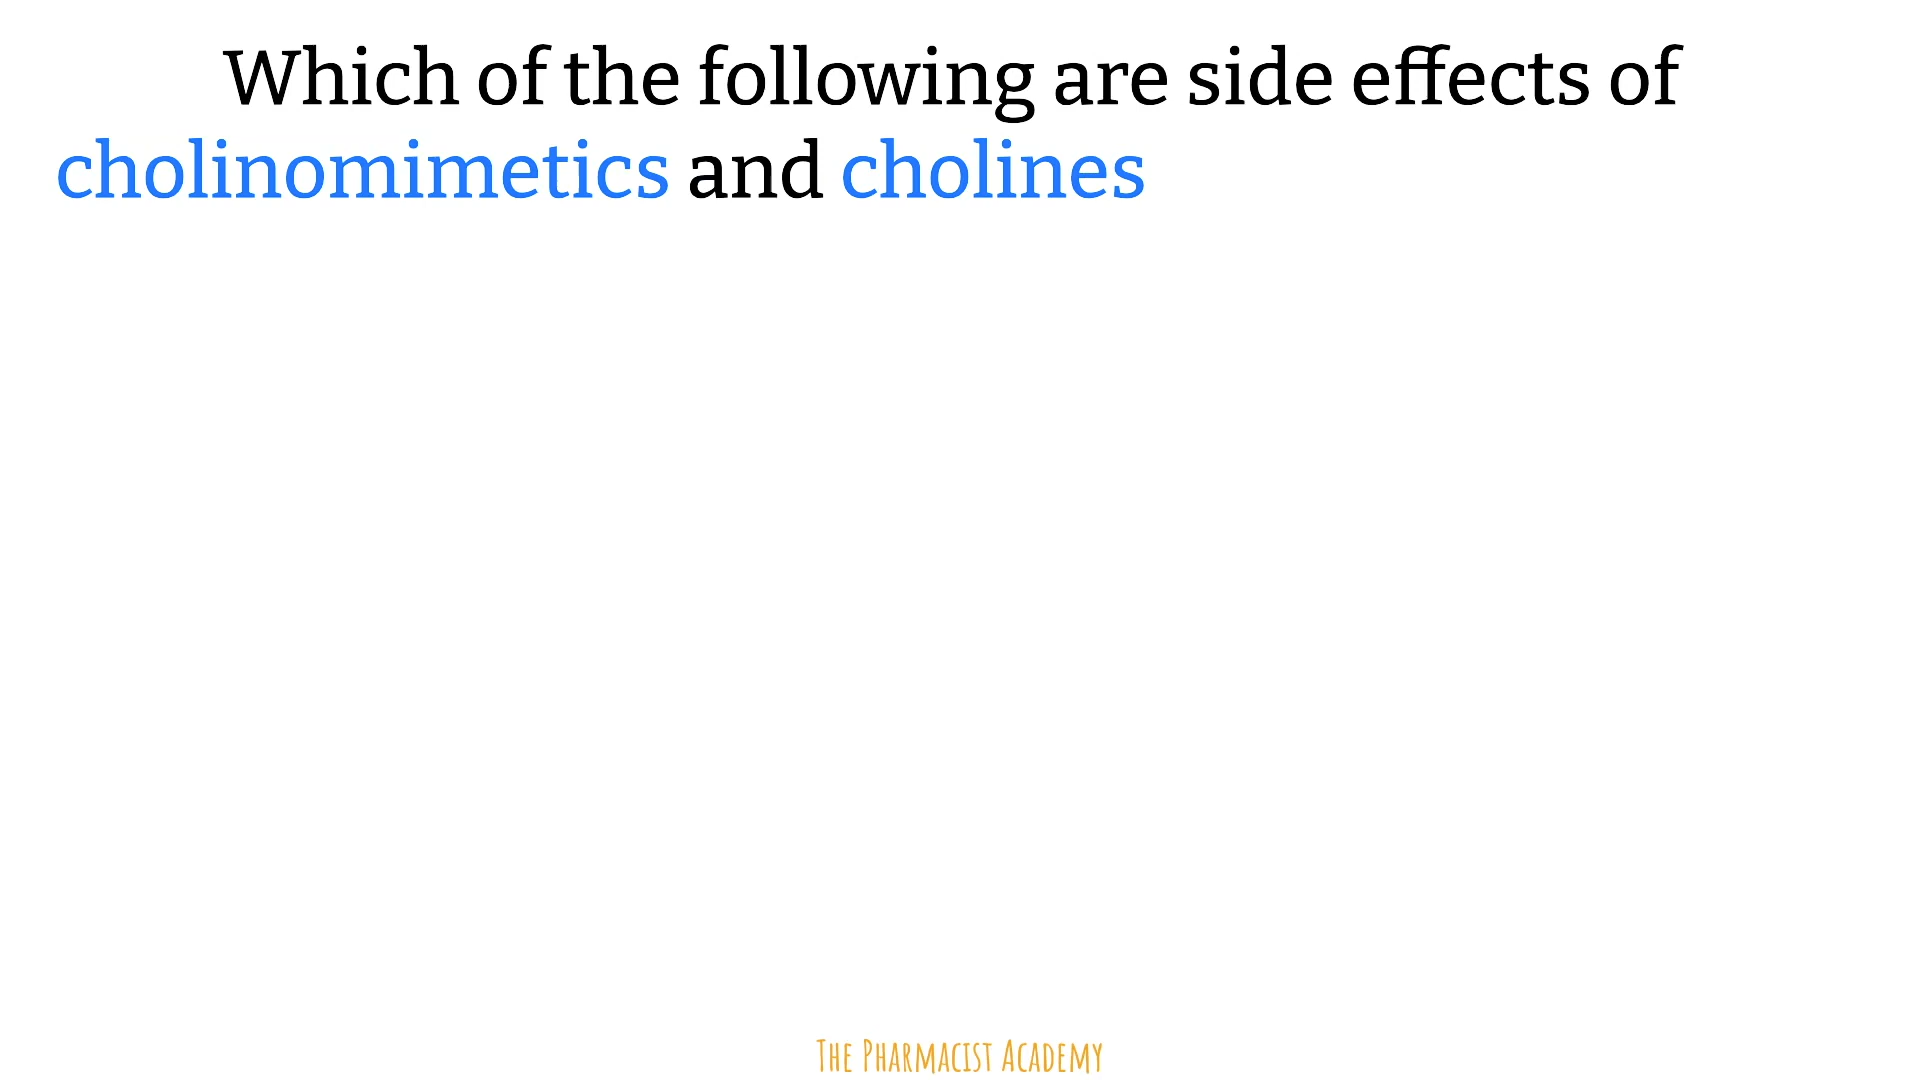 Which of the following are side effects of
cholinomimetics and cholines
The Pharmacist Academy